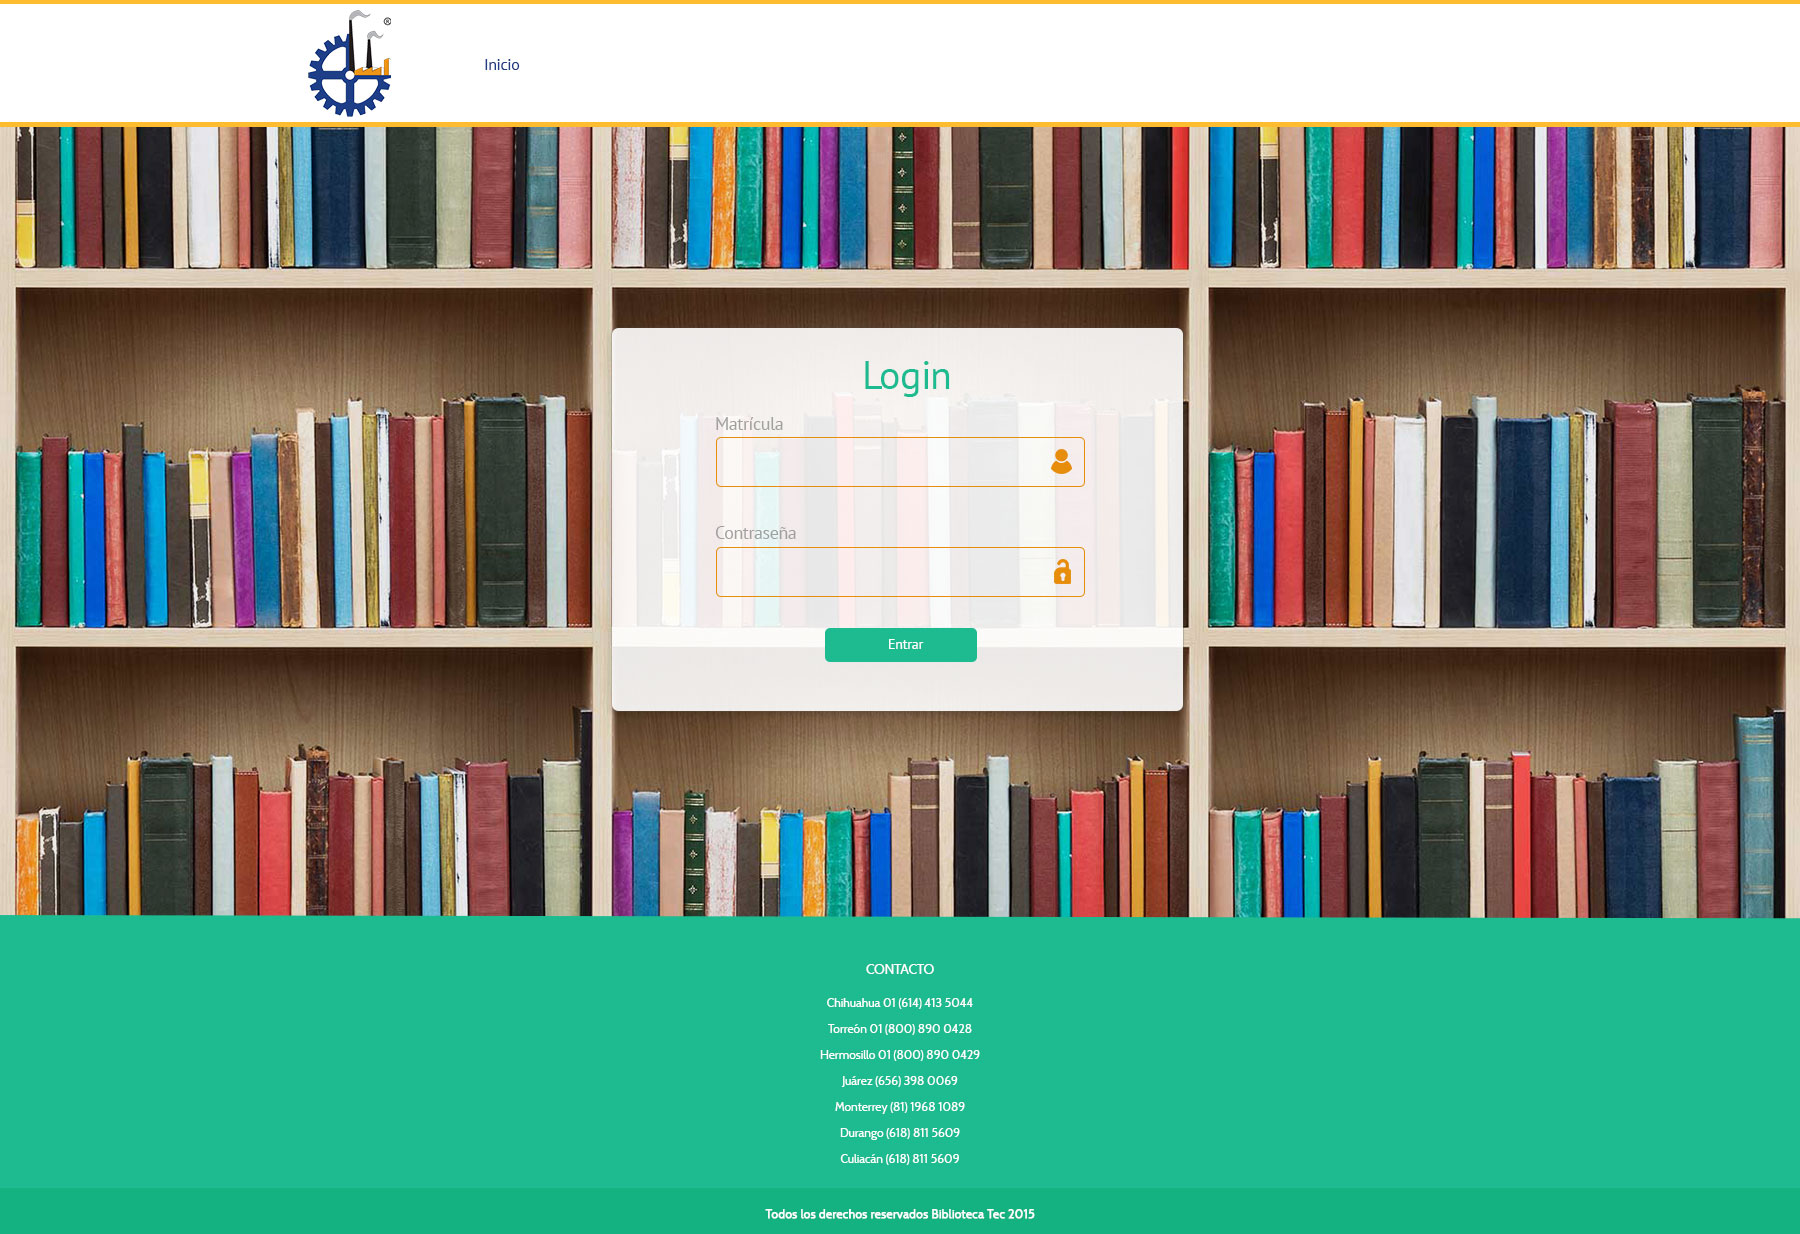 ®
Inicio
Login
Matrícula
Contraseña
Entrar
CONTACTO
Chihuahua 01 (614) 413 5044
Torreón 01 (800) 890 0428
Hermosillo 01 (800) 890 0429
Juárez (656) 398 0069
Monterrey (81) 1968 1089
Durango (618) 811 5609
Culiacán (618) 811 5609
Todos los derechos reservados Biblioteca Tec 2015